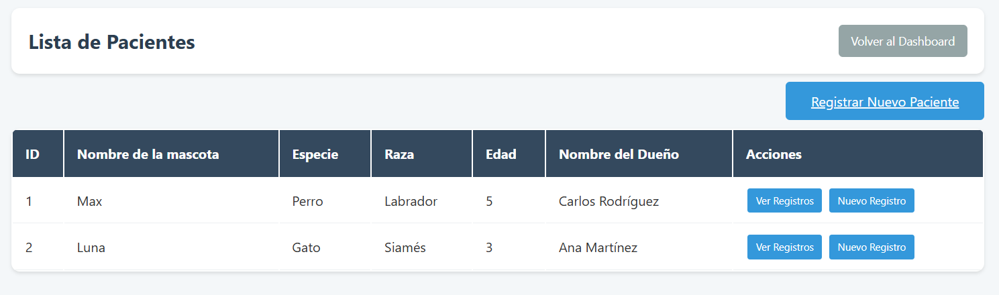 Lista de Pacientes
Volver al Dashboard
Registrar Nuevo Paciente
ID Nombre de la mascota Especie Raza Edad Nombre del Dueño Acciones
1 Max Perro Labrador 5 Carlos Rodríguez Ver Registros Nuevo Registro
2 Luna Gato Siamés 3 Ana Martínez Ver Registros Nuevo Registro